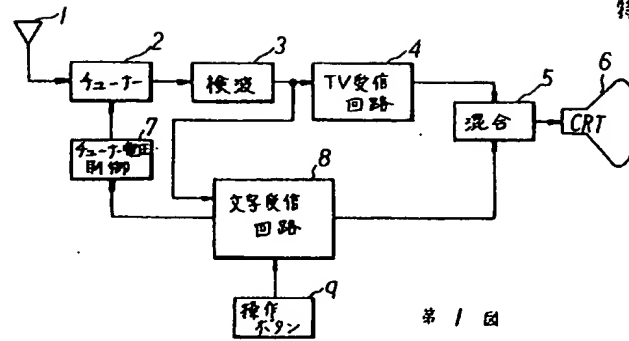 1
2
3
4
5
6
チューナー
検波
TV受信
回路
混合
CRT
7
チューナー電圧
制御
8
文字受信
回路
9
操作
ボタン
第1図